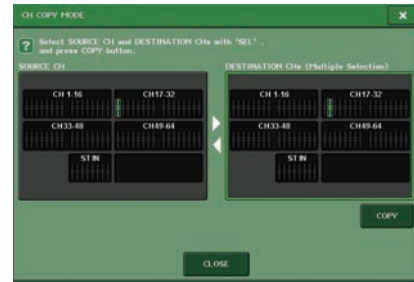 CH COPY MODE
Select SOURCE CH and DESTINATION CHs with "SEL" ,
and press COPY button.
SOURCE CH
DESTINATION CHs (Multiple Selection)
CH 1-16
CH17-32
CH33-48
CH49-64
ST IN
CH 1-16
CH17-32
CH33-48
CH49-64
ST IN
COPY
CLOSE